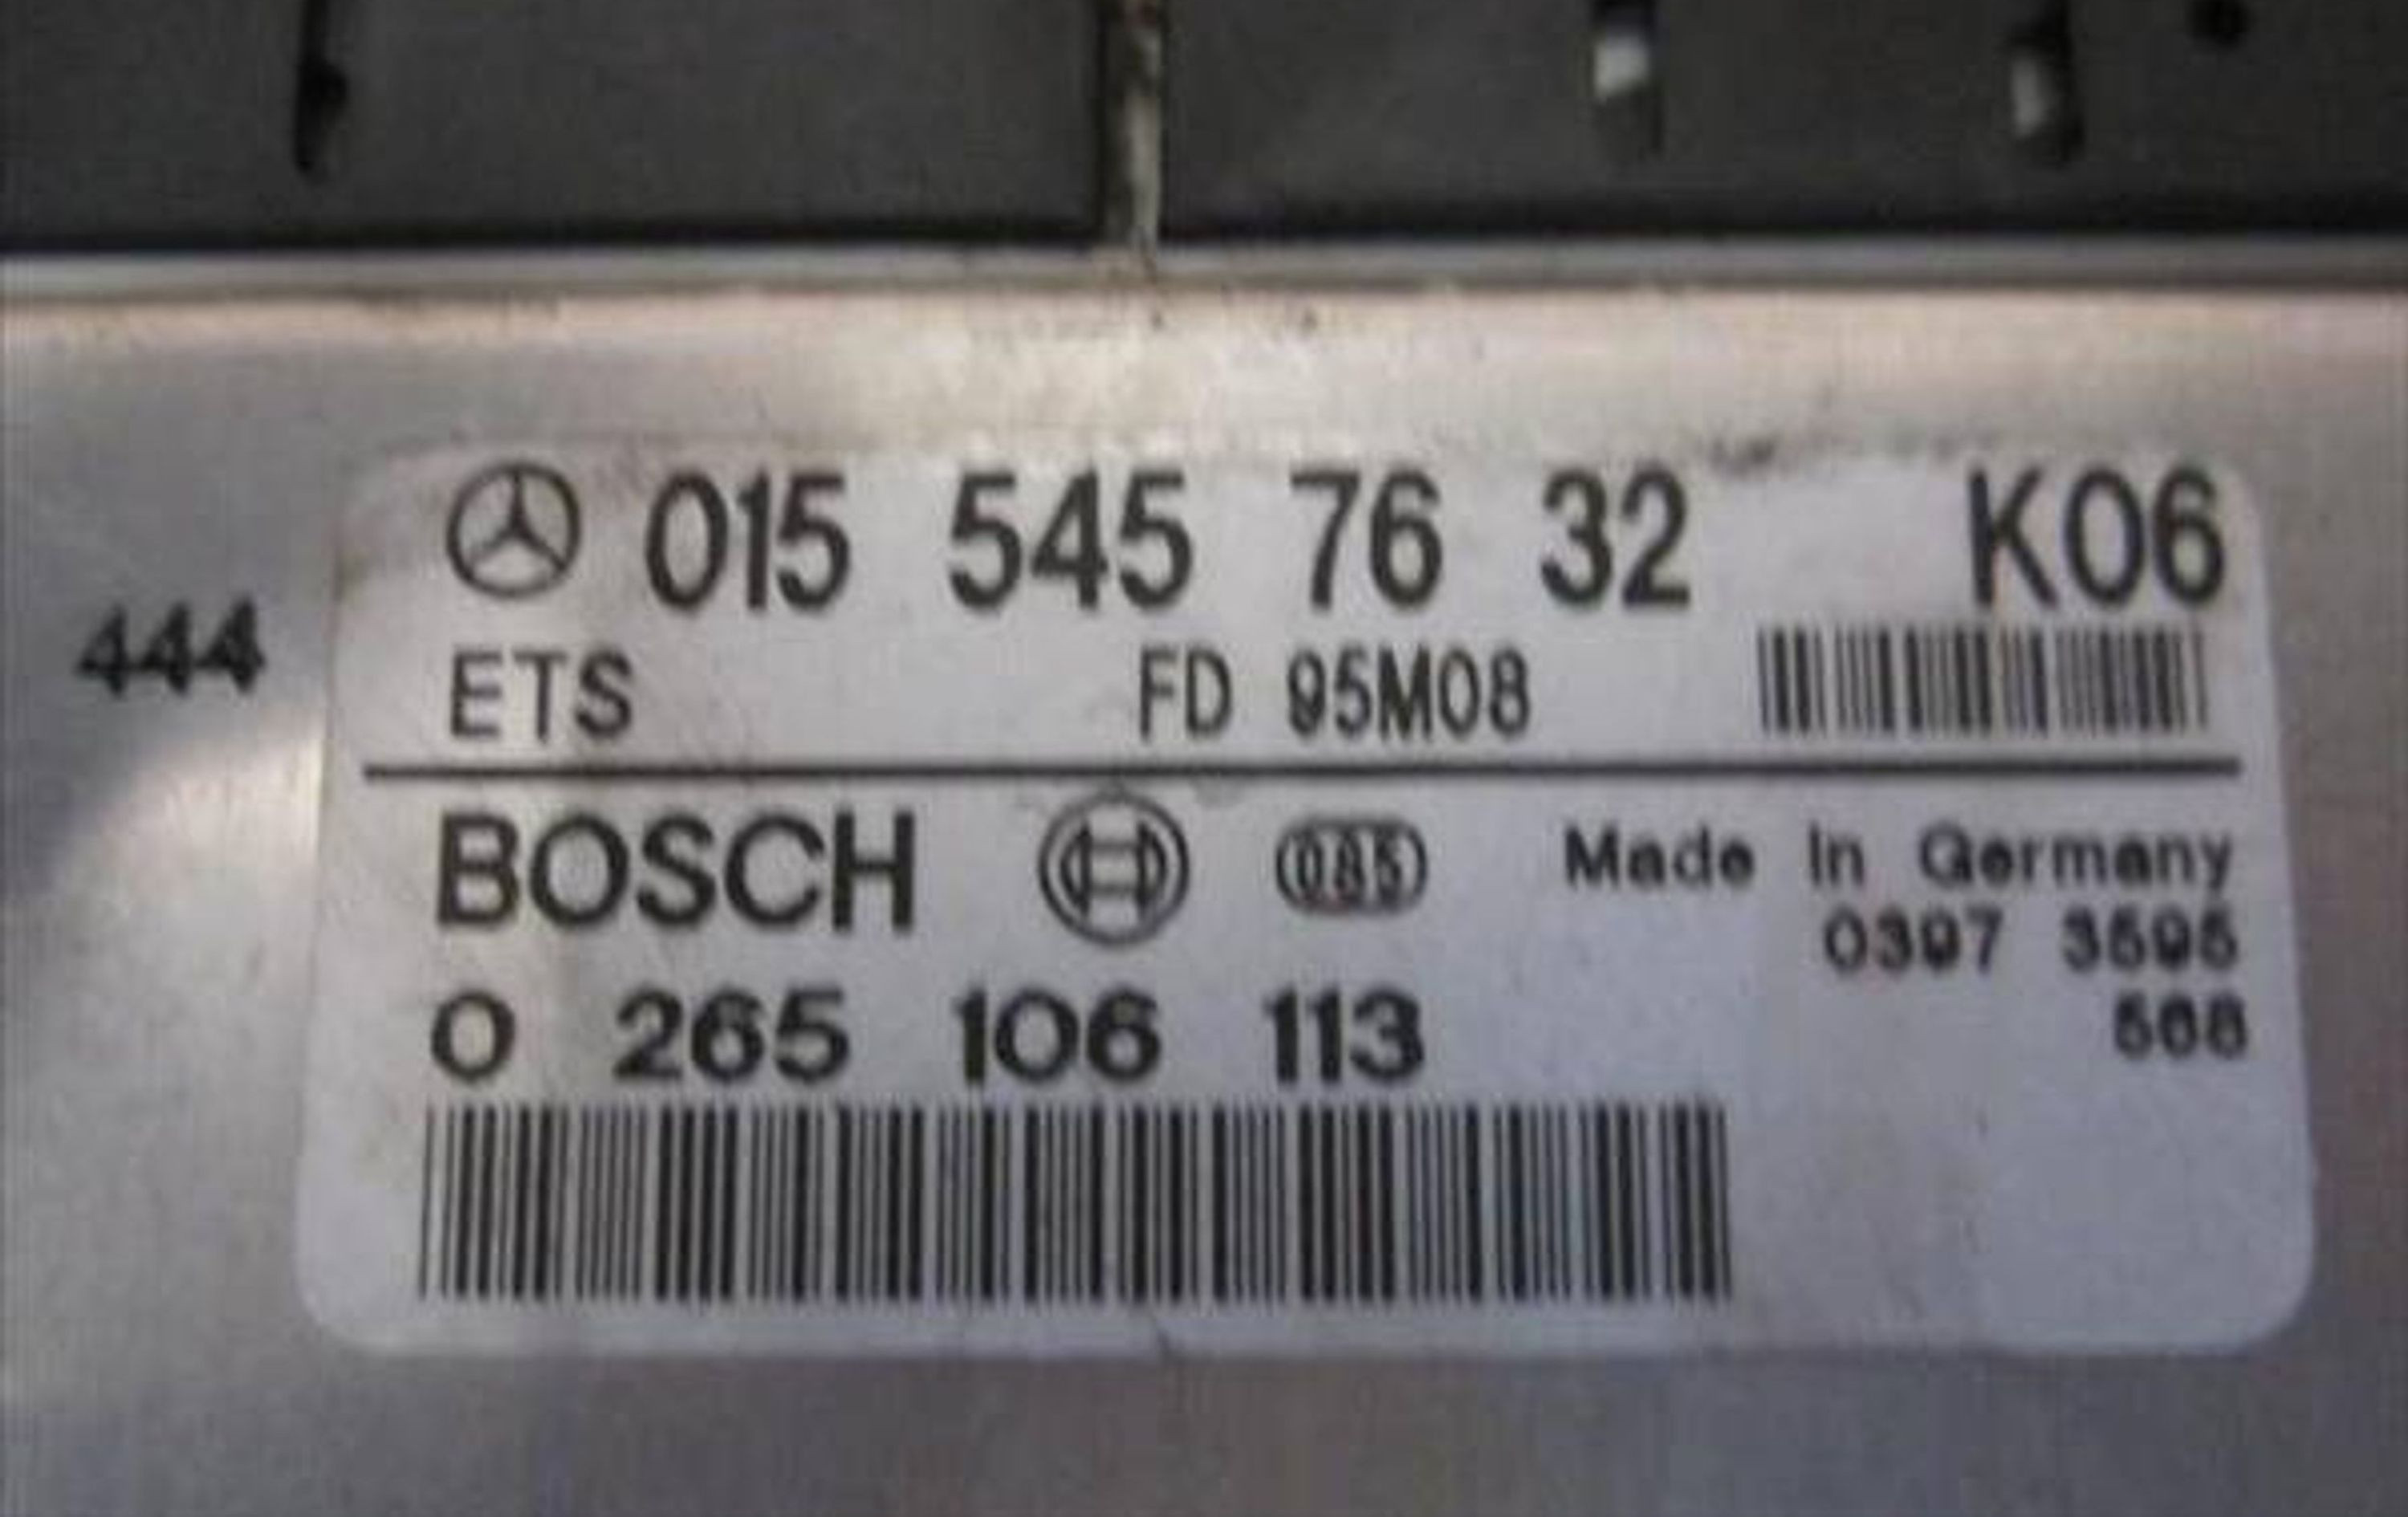 015 545 76 32 K06
444
ETS FD 95M08
BOSCH 085 Made In Germany
0397 3595
0 265 106 113
568